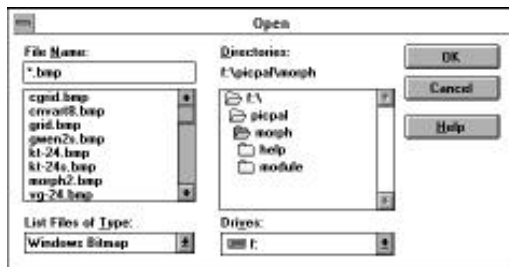 Open
File Name:
*.bmp
cgrid.bmp
cnvart8.bmp
grid.bmp
gwen2s.bmp
kt-24.bmp
kt-24s.bmp
morph2.bmp
vg-24.bmp
List Files of Type:
Windows Bitmap
Directories:
f:\picpal\morph
f:\
picpal
morph
help
module
Drives:
f:
OK
Cancel
Help